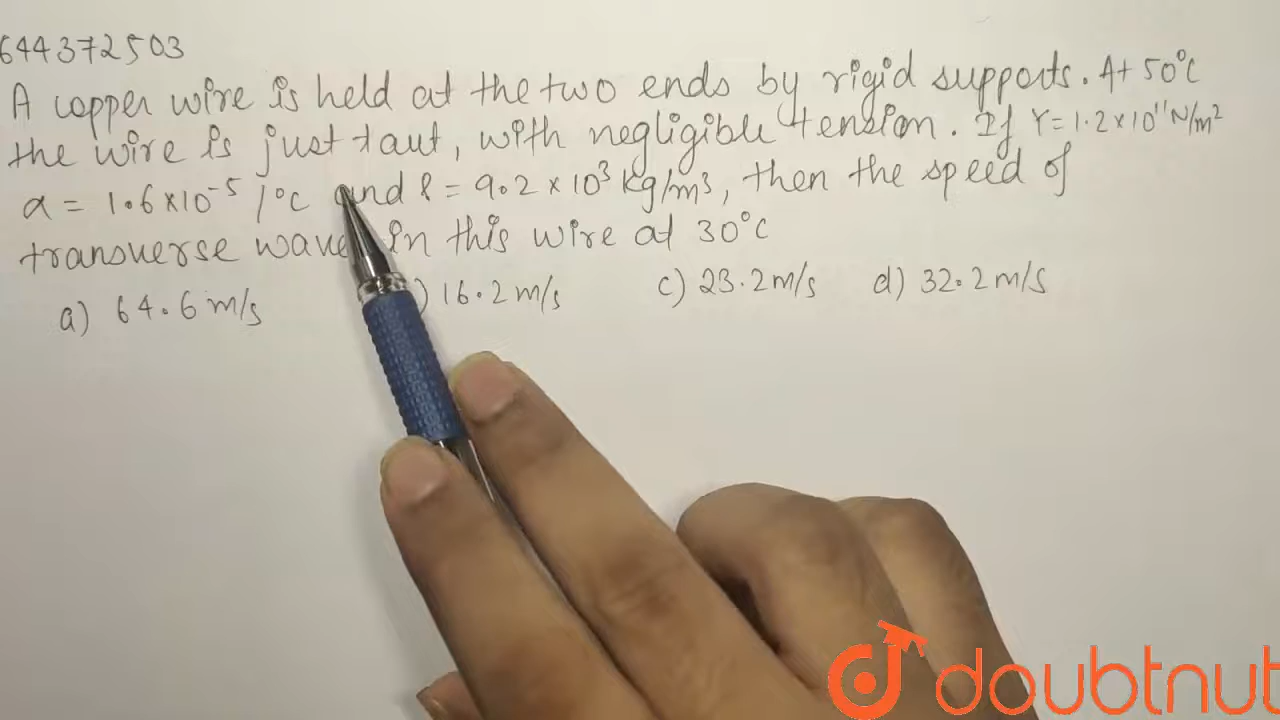 644372503
A copper wire is held at the two ends by rigid supports. At 50°C
the wire is just taut, with negligible tension. If Y = 1.2×10¹¹ N/m²
α = 1.6×10⁻⁵ /°C and ρ = 9.2 × 10³ kg/m³, then the speed of
transverse wave in this wire at 30°C
a) 64.6 m/s ) 16.2 m/s c) 23.2 m/s d) 32.2 m/s
doubtnut